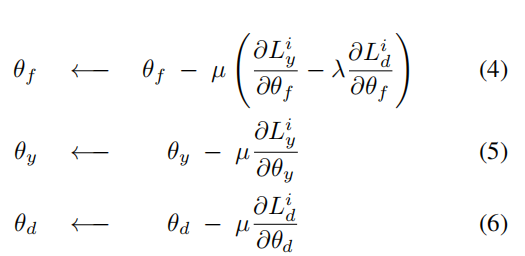 θ_f ⟵ θ_f − μ ( ∂L_y^i / ∂θ_f − λ ∂L_d^i / ∂θ_f ) (4)
θ_y ⟵ θ_y − μ ∂L_y^i / ∂θ_y (5)
θ_d ⟵ θ_d − μ ∂L_d^i / ∂θ_d (6)